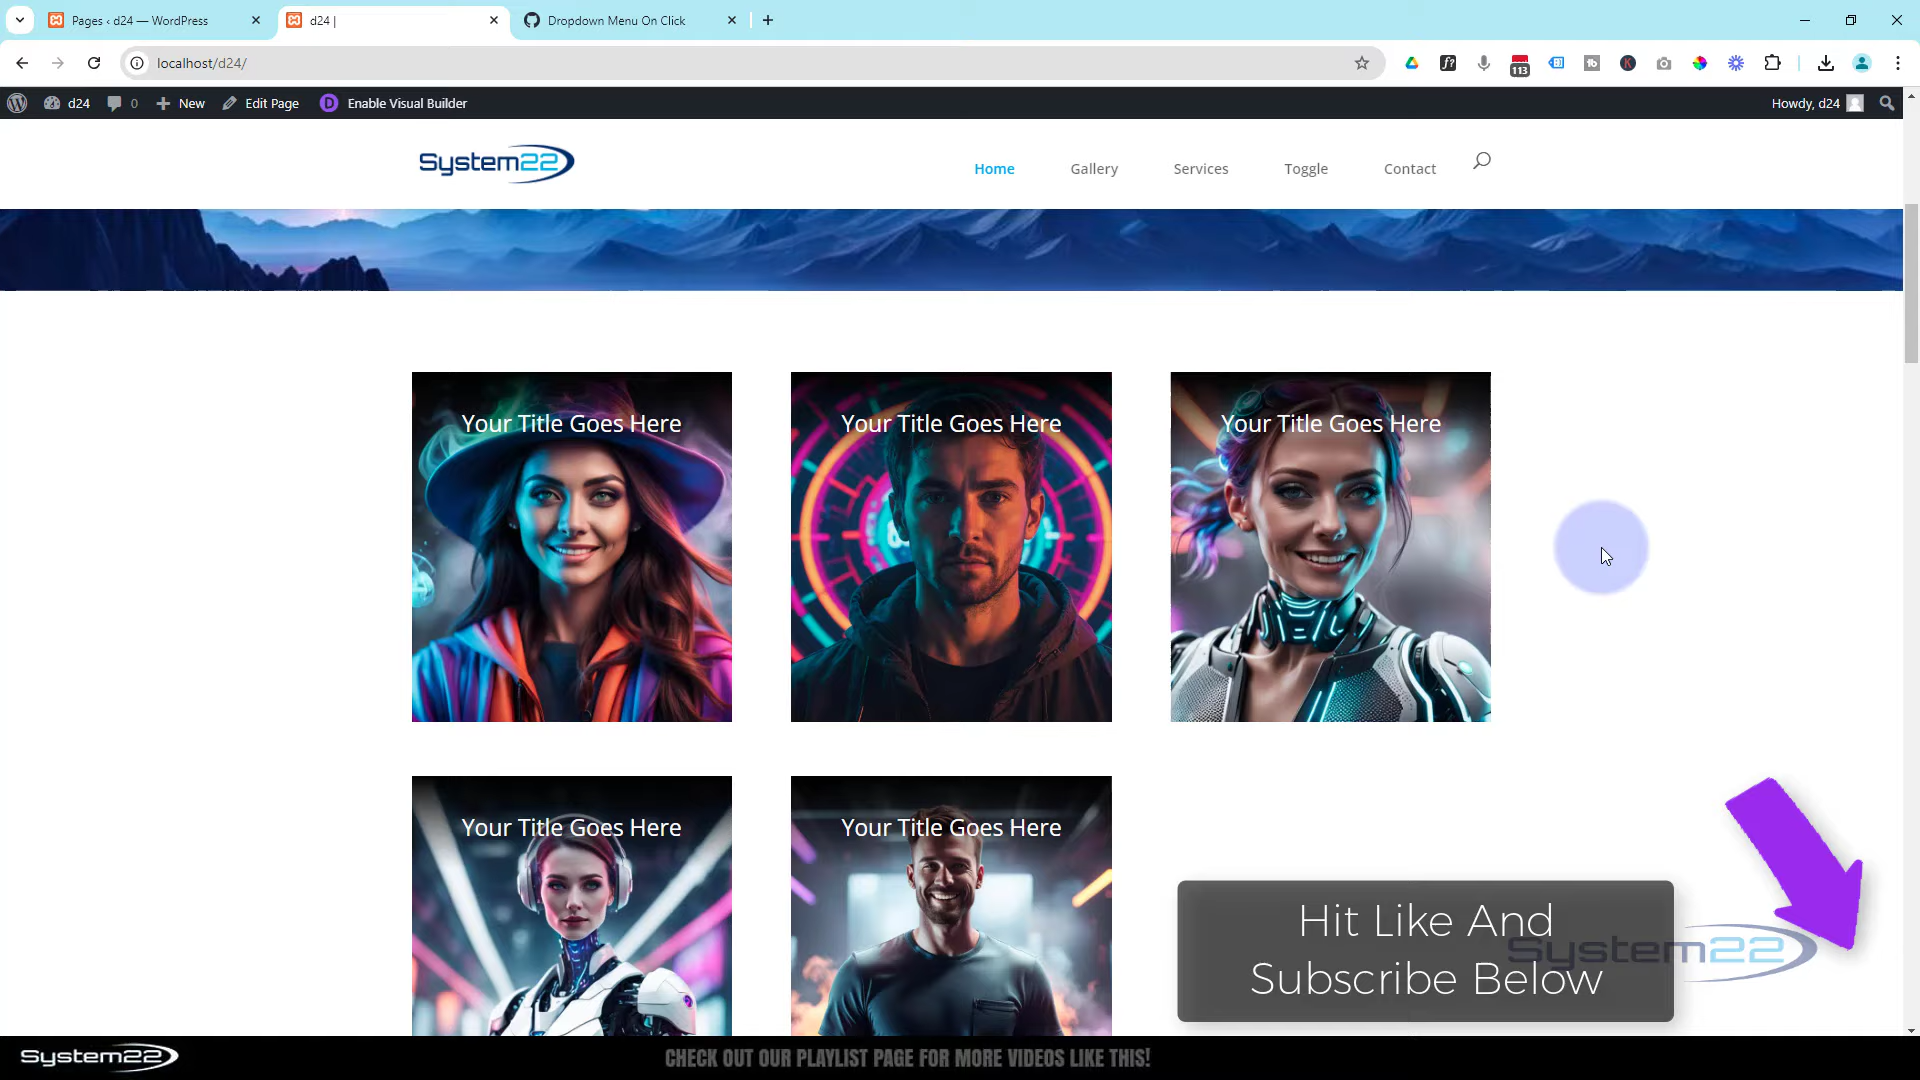 Pages ‹ d24 — WordPress
d24 |
Dropdown Menu On Click
localhost/d24/
113
d24
0
New
Edit Page
Enable Visual Builder
Howdy, d24
System22
Home
Gallery
Services
Toggle
Contact
Your Title Goes Here
Your Title Goes Here
Your Title Goes Here
Your Title Goes Here
Your Title Goes Here
Hit Like And
Subscribe Below
System22
System22
CHECK OUT OUR PLAYLIST PAGE FOR MORE VIDEOS LIKE THIS!